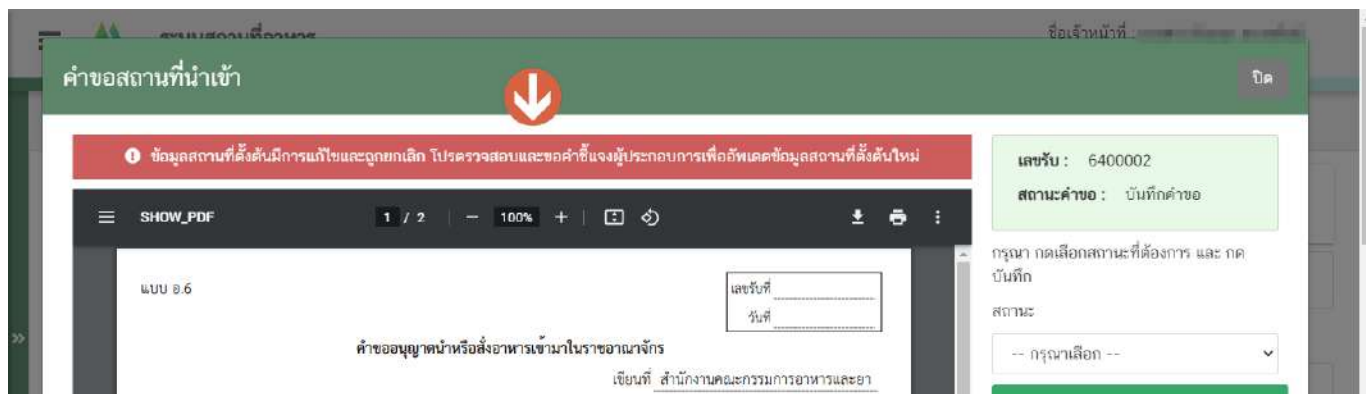 ระบบสถานที่อาหาร
ชื่อเจ้าหน้าที่ :
คำขอสถานที่นำเข้า
ปิด
ข้อมูลสถานที่ตั้งต้นมีการแก้ไขและถูกยกเลิก โปรดตรวจสอบและขอคำชี้แจงผู้ประกอบการเพื่ออัพเดตข้อมูลสถานที่ตั้งต้นใหม่
เลขรับ : 6400002
สถานะคำขอ : บันทึกคำขอ
SHOW_PDF
1 / 2
100%
กรุณา กดเลือกสถานะที่ต้องการ และ กด
บันทึก
สถานะ
-- กรุณาเลือก --
แบบ อ.6
เลขรับที่
วันที่
คำขออนุญาตนำหรือสั่งอาหารเข้ามาในราชอาณาจักร
เขียนที่ สำนักงานคณะกรรมการอาหารและยา